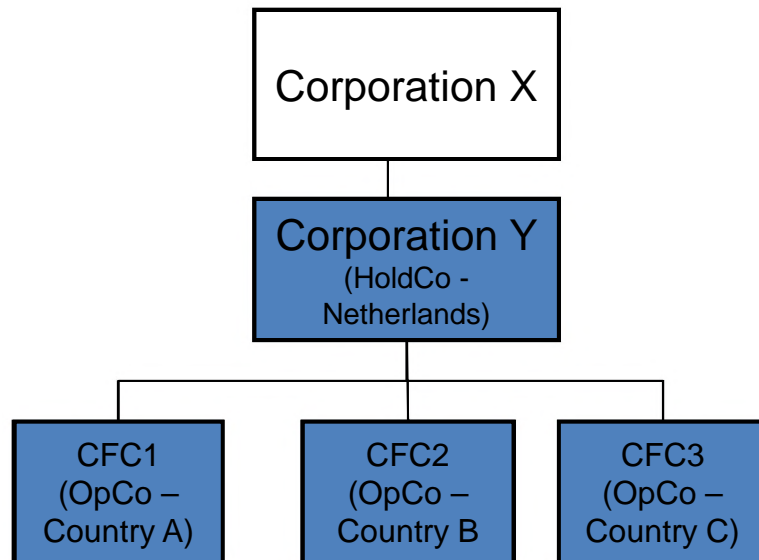 Corporation X
Corporation Y
(HoldCo -
Netherlands)
CFC1
(OpCo –
Country A)
CFC2
(OpCo –
Country B
CFC3
(OpCo –
Country C)